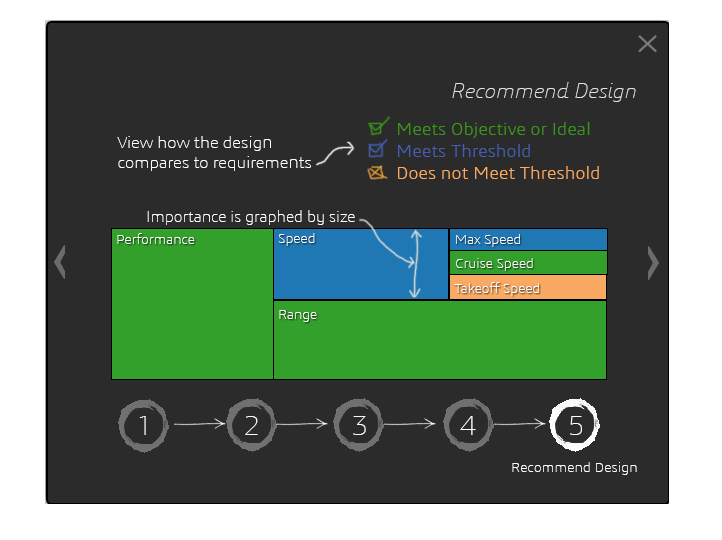 Recommend Design
View how the design
compares to requirements
Meets Objective or Ideal
Meets Threshold
Does not Meet Threshold
Importance is graphed by size
Performance
Speed
Max Speed
Cruise Speed
Takeoff Speed
Range
1
2
3
4
5
Recommend Design